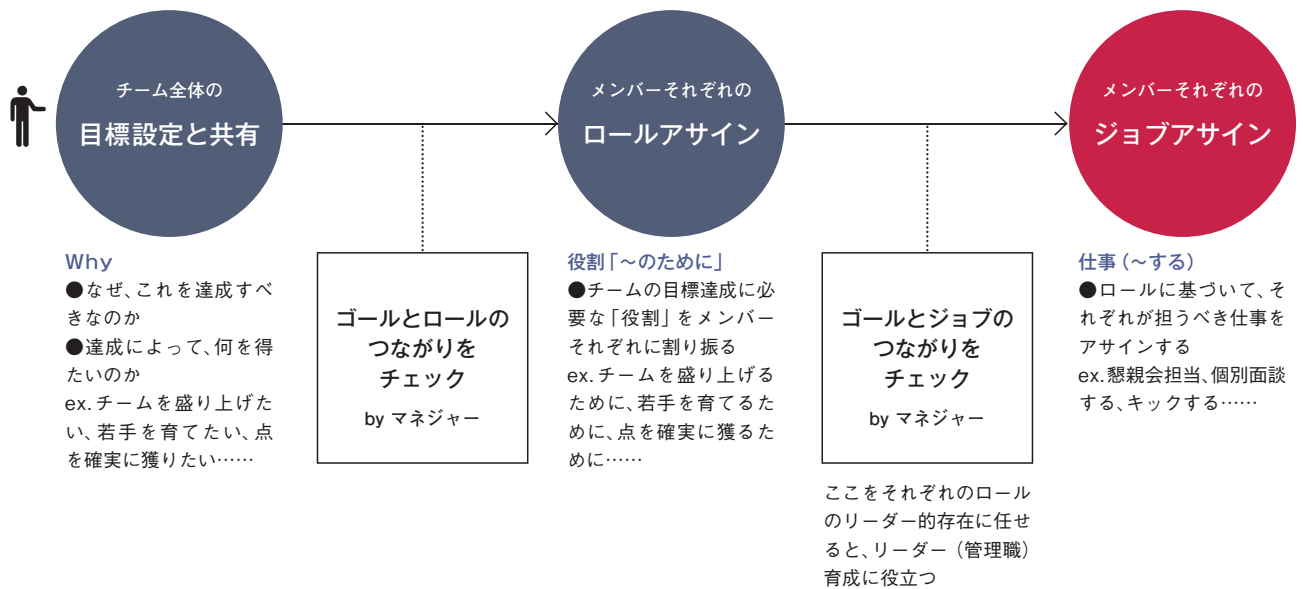 チーム全体の
目標設定と共有
メンバーそれぞれの
ロールアサイン
メンバーそれぞれの
ジョブアサイン
Why
●なぜ、これを達成すべ
きなのか
●達成によって、何を得
たいのか
ex.チームを盛り上げた
い、若手を育てたい、点
を確実に獲りたい……
ゴールとロールの
つながりを
チェック
by マネジャー
役割「～のために」
●チームの目標達成に必
要な「役割」をメンバー
それぞれに割り振る
ex.チームを盛り上げる
ために、若手を育てるた
めに、点を確実に獲るた
めに……
ゴールとジョブの
つながりを
チェック
by マネジャー
ここをそれぞれのロール
のリーダー的存在に任せ
ると、リーダー（管理職）
育成に役立つ
仕事（～する）
●ロールに基づいて、そ
れぞれが担うべき仕事を
アサインする
ex.懇親会担当、個別面談
する、キックする……